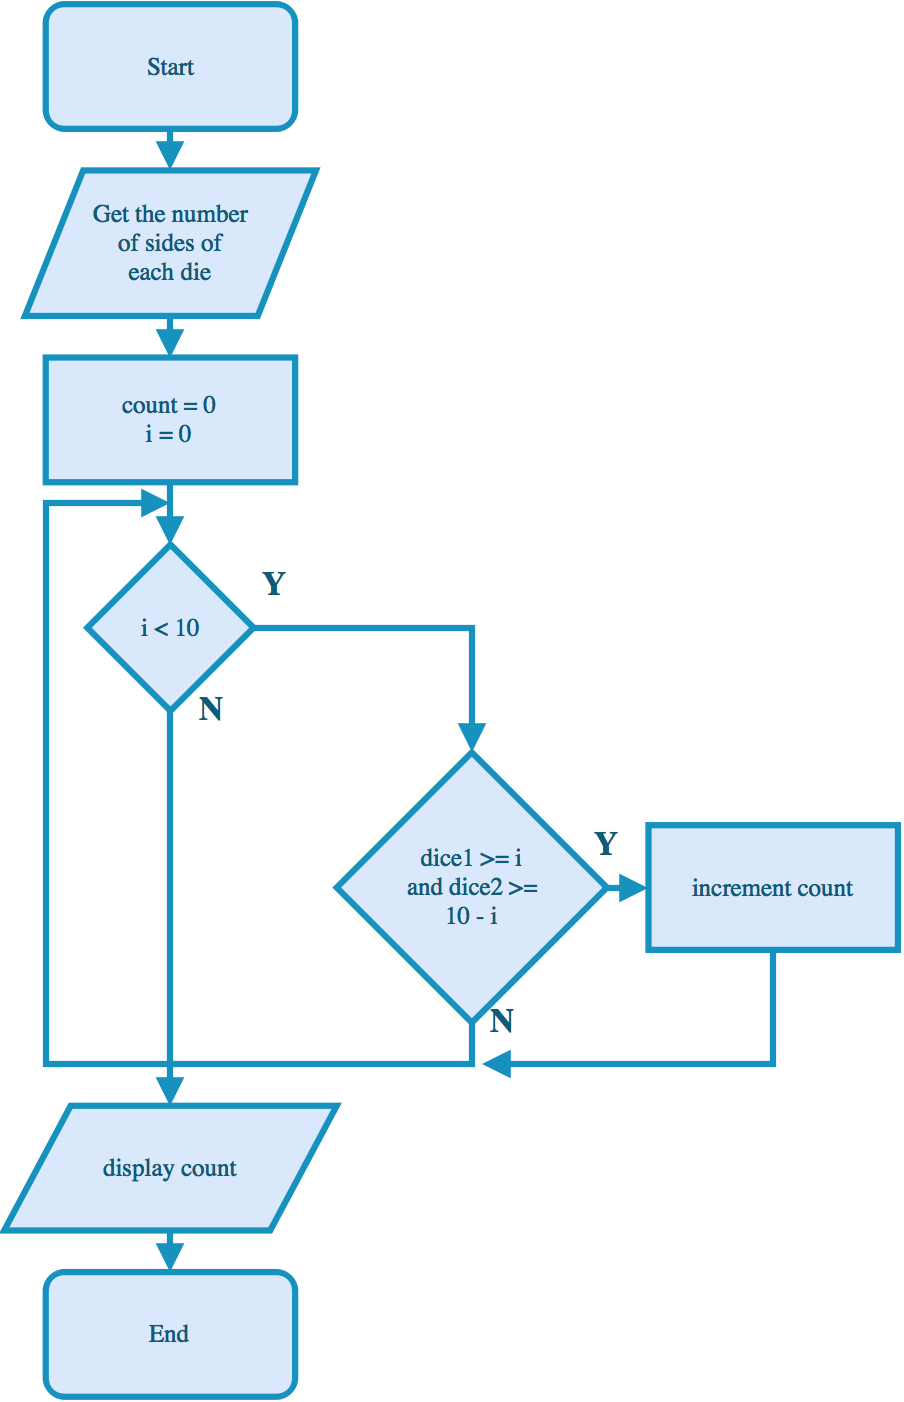 Start
Get the number
of sides of
each die
count = 0
i = 0
i < 10
Y
N
dice1 >= i
and dice2 >=
10 - i
Y
N
increment count
display count
End